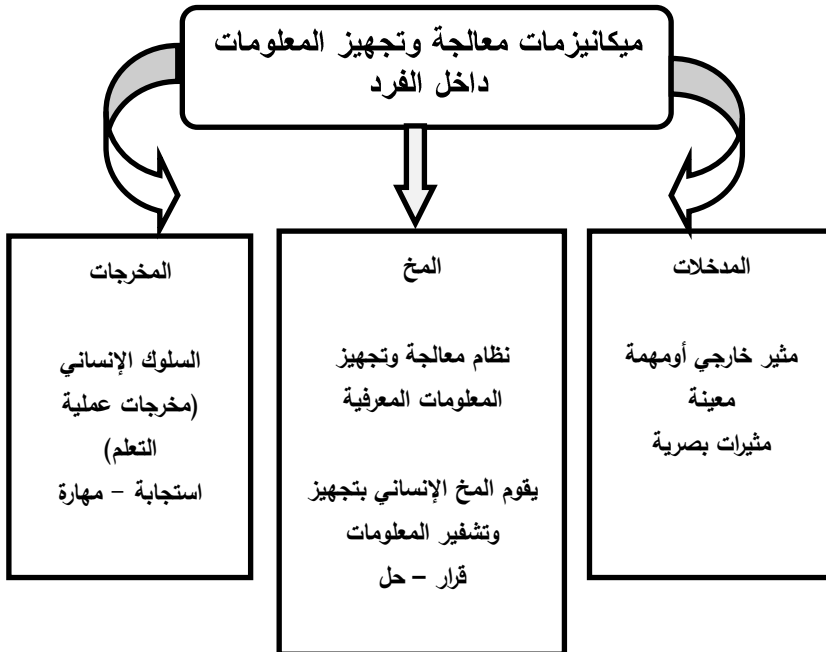 ميكانيزمات معالجة وتجهيز المعلومات
داخل الفرد
المدخلات
مثير خارجي أومهمة
معينة
مثيرات بصرية
المخ
نظام معالجة وتجهيز
المعلومات المعرفية
يقوم المخ الإنساني بتجهيز
وتشفير المعلومات
قرار – حل
المخرجات
السلوك الإنساني
(مخرجات عملية
التعلم)
استجابة – مهارة